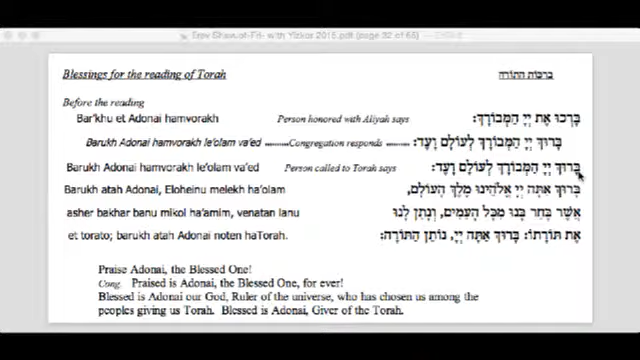 Erev Shavuot-Fri- with Yizkor 2015.pdf (page 32 of 65)
Blessings for the reading of Torah ברכות התורה
Before the reading
Bar'khu et Adonai hamvorakh Person honored with Aliyah says בָּרְכוּ אֶת יְיָ הַמְבוֹרָךְ:
Barukh Adonai hamvorakh le'olam va'ed --------Congregation responds -------- בָּרוּךְ יְיָ הַמְבוֹרָךְ לְעוֹלָם וָעֶד:
Barukh Adonai hamvorakh le'olam va'ed Person called to Torah says בָּרוּךְ יְיָ הַמְבוֹרָךְ לְעוֹלָם וָעֶד:
Barukh atah Adonai, Eloheinu melekh ha'olam בָּרוּךְ אַתָּה יְיָ אֱלֹהֵינוּ מֶלֶךְ הָעוֹלָם,
asher bakhar banu mikol ha'amim, venatan lanu אֲשֶׁר בָּחַר בָּנוּ מִכָּל הָעַמִּים, וְנָתַן לָנוּ
et torato; barukh atah Adonai noten haTorah. אֶת תּוֹרָתוֹ: בָּרוּךְ אַתָּה יְיָ, נוֹתֵן הַתּוֹרָה:
Praise Adonai, the Blessed One!
Cong. Praised is Adonai, the Blessed One, for ever!
Blessed is Adonai our God, Ruler of the universe, who has chosen us among the
peoples giving us Torah. Blessed is Adonai, Giver of the Torah.